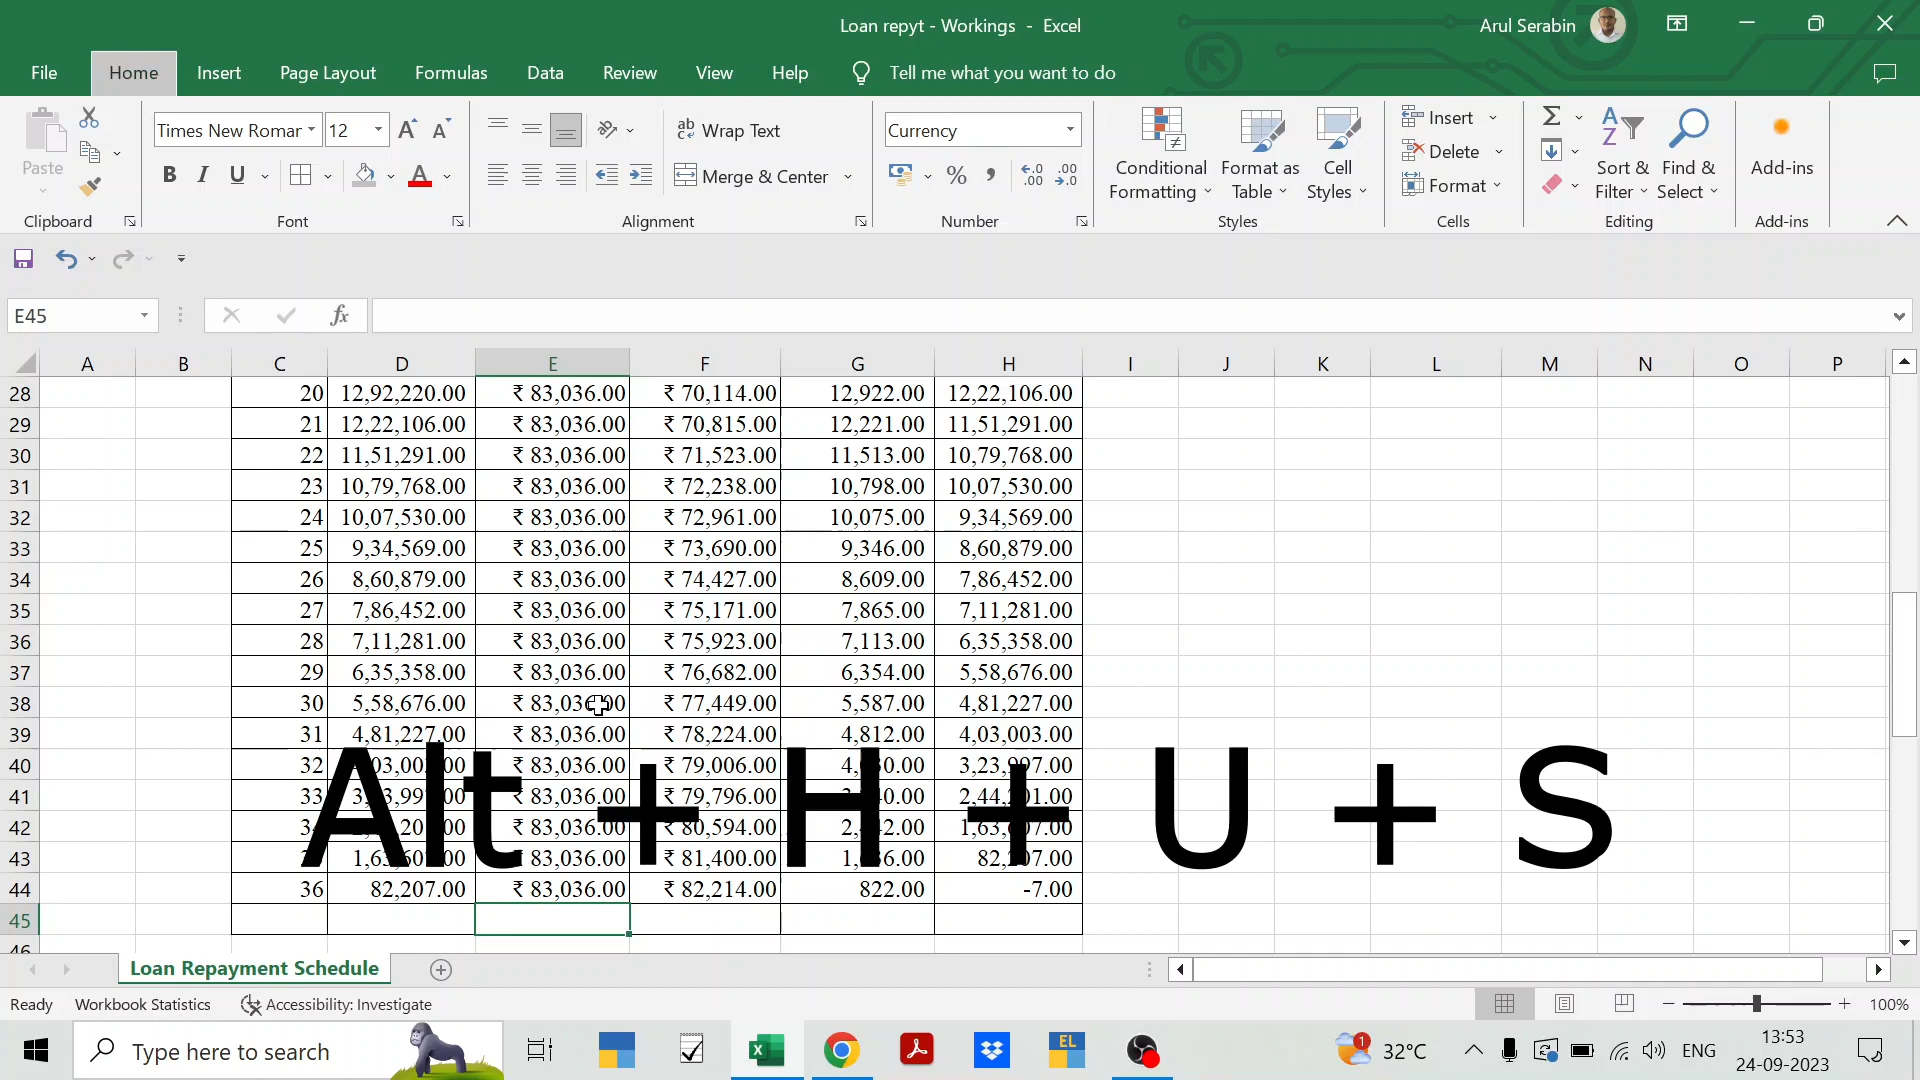 Loan repyt - Workings - Excel
Arul Serabin
File Home Insert Page Layout Formulas Data Review View Help Tell me what you want to do
Paste
Times New Romar 12
B I U A
ab Wrap Text
Merge & Center
Currency
% ,
Conditional Formatting
Format as Table
Cell Styles
Insert
Delete
Format
Sort & Filter
Find & Select
Add-ins
Clipboard Font Alignment Number Styles Cells Editing Add-ins
E45 fx
A B C D E F G H I J K L M N O P
28 20 12,92,220.00 ₹ 83,036.00 ₹ 70,114.00 12,922.00 12,22,106.00
29 21 12,22,106.00 ₹ 83,036.00 ₹ 70,815.00 12,221.00 11,51,291.00
30 22 11,51,291.00 ₹ 83,036.00 ₹ 71,523.00 11,513.00 10,79,768.00
31 23 10,79,768.00 ₹ 83,036.00 ₹ 72,238.00 10,798.00 10,07,530.00
32 24 10,07,530.00 ₹ 83,036.00 ₹ 72,961.00 10,075.00 9,34,569.00
33 25 9,34,569.00 ₹ 83,036.00 ₹ 73,690.00 9,346.00 8,60,879.00
34 26 8,60,879.00 ₹ 83,036.00 ₹ 74,427.00 8,609.00 7,86,452.00
35 27 7,86,452.00 ₹ 83,036.00 ₹ 75,171.00 7,865.00 7,11,281.00
36 28 7,11,281.00 ₹ 83,036.00 ₹ 75,923.00 7,113.00 6,35,358.00
37 29 6,35,358.00 ₹ 83,036.00 ₹ 76,682.00 6,354.00 5,58,676.00
38 30 5,58,676.00 ₹ 77,449.00 5,587.00 4,81,227.00
39 31 4,81,227.00 ₹ 83,036.00 ₹ 78,224.00 4,812.00 4,03,003.00
40 32 ₹ 83,036.00 ₹ 79,006.00
41 33 ₹ 83,036.00 ₹ 79,796.00
42 ₹ 83,036.00 80,594.00
43 ₹ 83,036.00 ₹ 81,400.00
Alt + H + U + S
44 36 82,207.00 ₹ 83,036.00 ₹ 82,214.00 822.00 -7.00
45
Loan Repayment Schedule
Ready Workbook Statistics Accessibility: Investigate 100%
Type here to search
EL
1 32°C ENG
13:53
24-09-2023